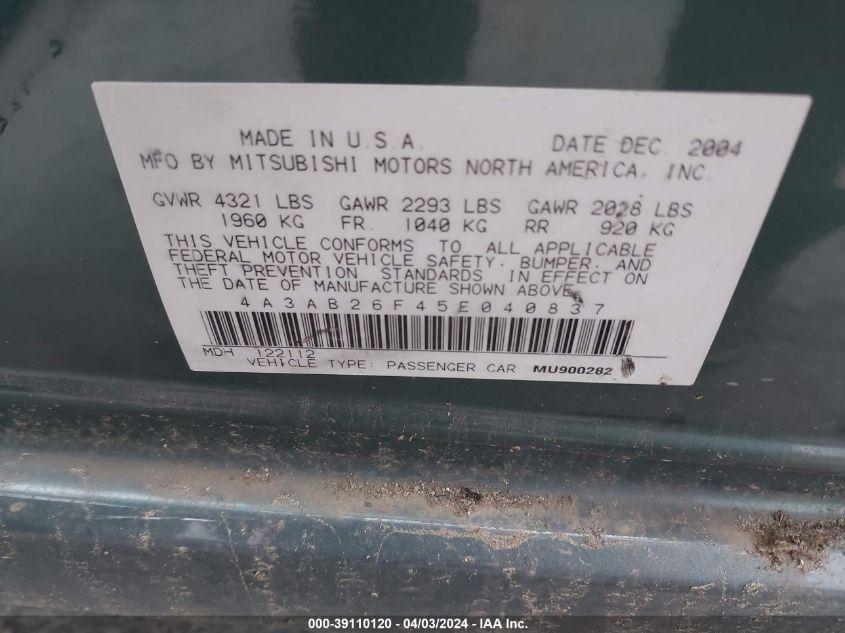 MADE IN U.S.A. DATE DEC. 2004
MFD BY MITSUBISHI MOTORS NORTH AMERICA, INC.
GVWR 4321 LBS GAWR 2293 LBS GAWR 2028 LBS
1960 KG FR. 1040 KG RR. 920 KG
THIS VEHICLE CONFORMS TO ALL APPLICABLE
FEDERAL MOTOR VEHICLE SAFETY, BUMPER, AND
THEFT PREVENTION STANDARDS IN EFFECT ON
THE DATE OF MANUFACTURE SHOWN ABOVE.
4A3AB26F45E040837
MDH 122112
VEHICLE TYPE: PASSENGER CAR MU900282
000-39110120 - 04/03/2024 - IAA Inc.